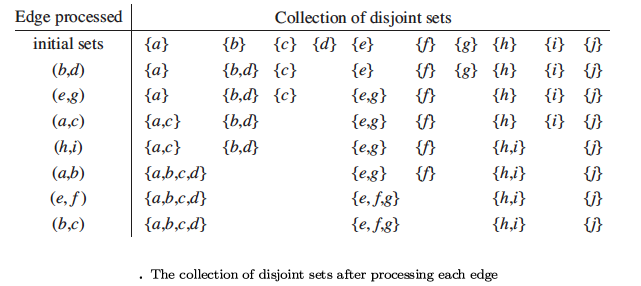 Edge processed Collection of disjoint sets
initial sets {a} {b} {c} {d} {e} {f} {g} {h} {i} {j}
(b,d) {a} {b,d} {c} {e} {f} {g} {h} {i} {j}
(e,g) {a} {b,d} {c} {e,g} {f} {h} {i} {j}
(a,c) {a,c} {b,d} {e,g} {f} {h} {i} {j}
(h,i) {a,c} {b,d} {e,g} {f} {h,i} {j}
(a,b) {a,b,c,d} {e,g} {f} {h,i} {j}
(e, f) {a,b,c,d} {e, f,g} {h,i} {j}
(b,c) {a,b,c,d} {e, f,g} {h,i} {j}
. The collection of disjoint sets after processing each edge